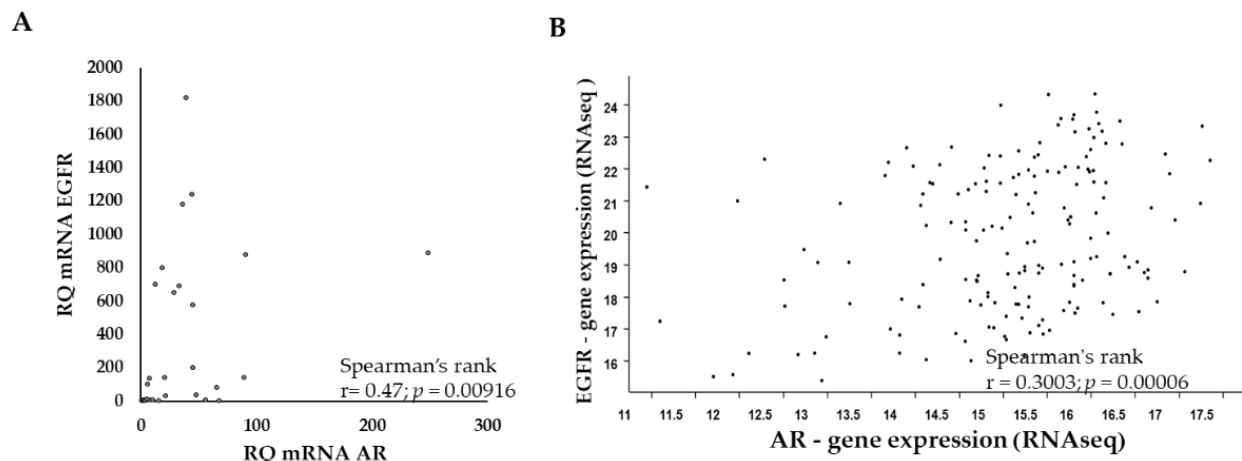 A
2000
1800
1600
1400
1200
1000
800
600
400
200
0
RQ mRNA EGFR
Spearman's rank
r= 0.47; p = 0.00916
0
100
200
300
RQ mRNA AR
B
EGFR - gene expression (RNAseq )
24
23
22
21
20
19
18
17
16
Spearman's rank
r = 0.3003; p = 0.00006
11 11.5 12 12.5 13 13.5 14 14.5 15 15.5 16 16.5 17 17.5
AR - gene expression (RNAseq)